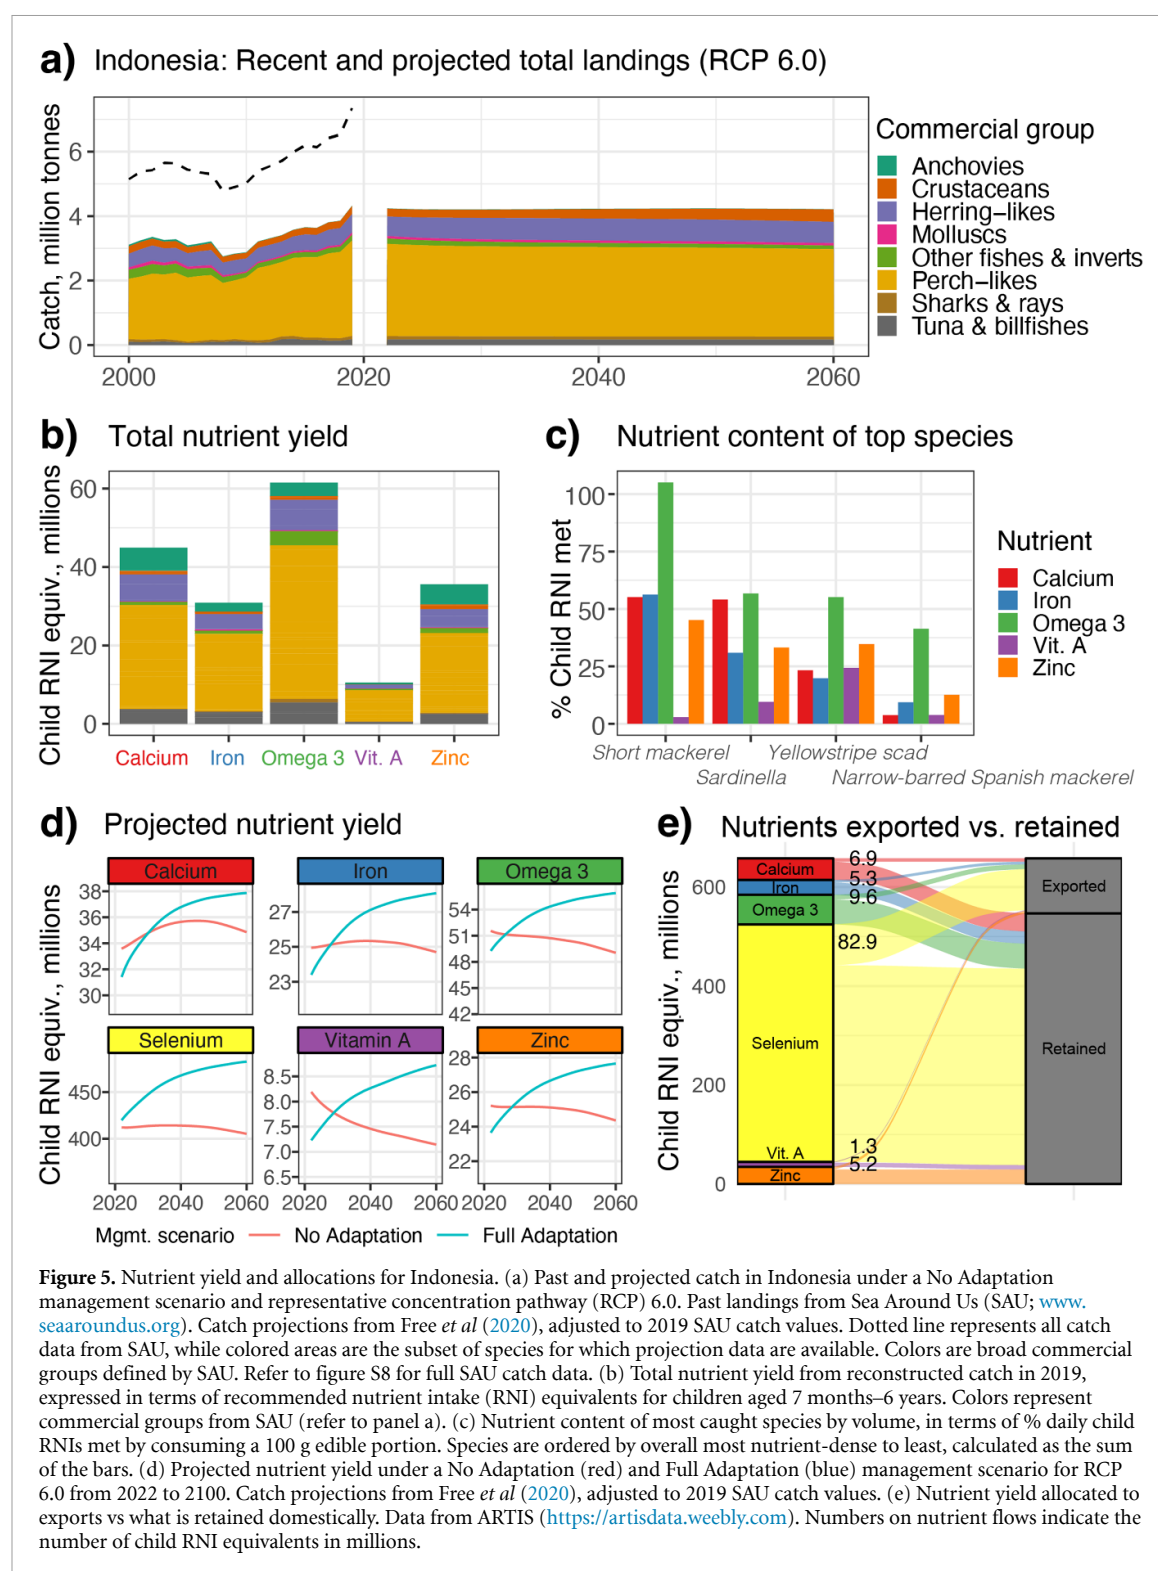 a) Indonesia: Recent and projected total landings (RCP 6.0)
Catch, million tonnes
6
4
2
0
2000 2020 2040 2060
Commercial group
Anchovies
Crustaceans
Herring−likes
Molluscs
Other fishes & inverts
Perch−likes
Sharks & rays
Tuna & billfishes
b) Total nutrient yield
Child RNI equiv., millions
60
40
20
0
Calcium Iron Omega 3 Vit. A Zinc
c) Nutrient content of top species
% Child RNI met
100
75
50
25
0
Short mackerel Yellowstripe scad
Sardinella Narrow-barred Spanish mackerel
Nutrient
Calcium
Iron
Omega 3
Vit. A
Zinc
d) Projected nutrient yield
Child RNI equiv., millions
Calcium Iron Omega 3
38
36
34
32
30
27
25
23
54
51
48
45
42
Selenium Vitamin A Zinc
450
400
8.5
8.0
7.5
7.0
6.5
28
26
24
22
2020 2040 2060 2020 2040 2060 2020 2040 2060
Mgmt. scenario No Adaptation Full Adaptation
e) Nutrients exported vs. retained
Child RNI equiv., millions
600
400
200
0
Calcium
Iron
Omega 3
Selenium
Vit. A
Zinc
6.9
5.3
9.6
82.9
1.3
5.2
Exported
Retained
Figure 5. Nutrient yield and allocations for Indonesia. (a) Past and projected catch in Indonesia under a No Adaptation
management scenario and representative concentration pathway (RCP) 6.0. Past landings from Sea Around Us (SAU; www.
seaaroundus.org). Catch projections from Free et al (2020), adjusted to 2019 SAU catch values. Dotted line represents all catch
data from SAU, while colored areas are the subset of species for which projection data are available. Colors are broad commercial
groups defined by SAU. Refer to figure S8 for full SAU catch data. (b) Total nutrient yield from reconstructed catch in 2019,
expressed in terms of recommended nutrient intake (RNI) equivalents for children aged 7 months–6 years. Colors represent
commercial groups from SAU (refer to panel a). (c) Nutrient content of most caught species by volume, in terms of % daily child
RNIs met by consuming a 100 g edible portion. Species are ordered by overall most nutrient-dense to least, calculated as the sum
of the bars. (d) Projected nutrient yield under a No Adaptation (red) and Full Adaptation (blue) management scenario for RCP
6.0 from 2022 to 2100. Catch projections from Free et al (2020), adjusted to 2019 SAU catch values. (e) Nutrient yield allocated to
exports vs what is retained domestically. Data from ARTIS (https://artisdata.weebly.com). Numbers on nutrient flows indicate the
number of child RNI equivalents in millions.